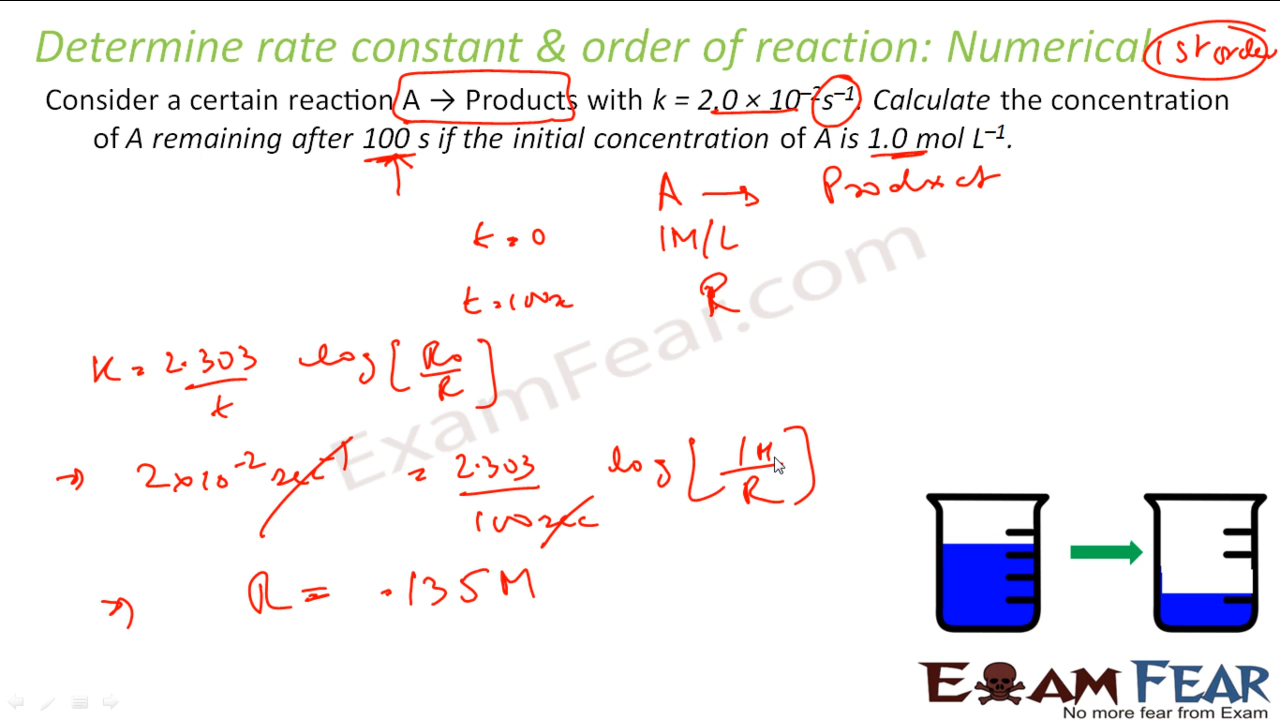 Determine rate constant & order of reaction: Numerical
1st order
Consider a certain reaction A → Products with k = 2.0 × 10⁻²s⁻¹. Calculate the concentration
of A remaining after 100 s if the initial concentration of A is 1.0 mol L⁻¹.
A → Product
t = 0 1M/L
t = 100s R
K = 2.303/t log [R₀/R]
⇒ 2×10⁻² sec⁻¹ = 2.303/100sec log [1M/R]
⇒ R = .135M
ExamFear.com
EXAM FEAR
No more fear from Exam